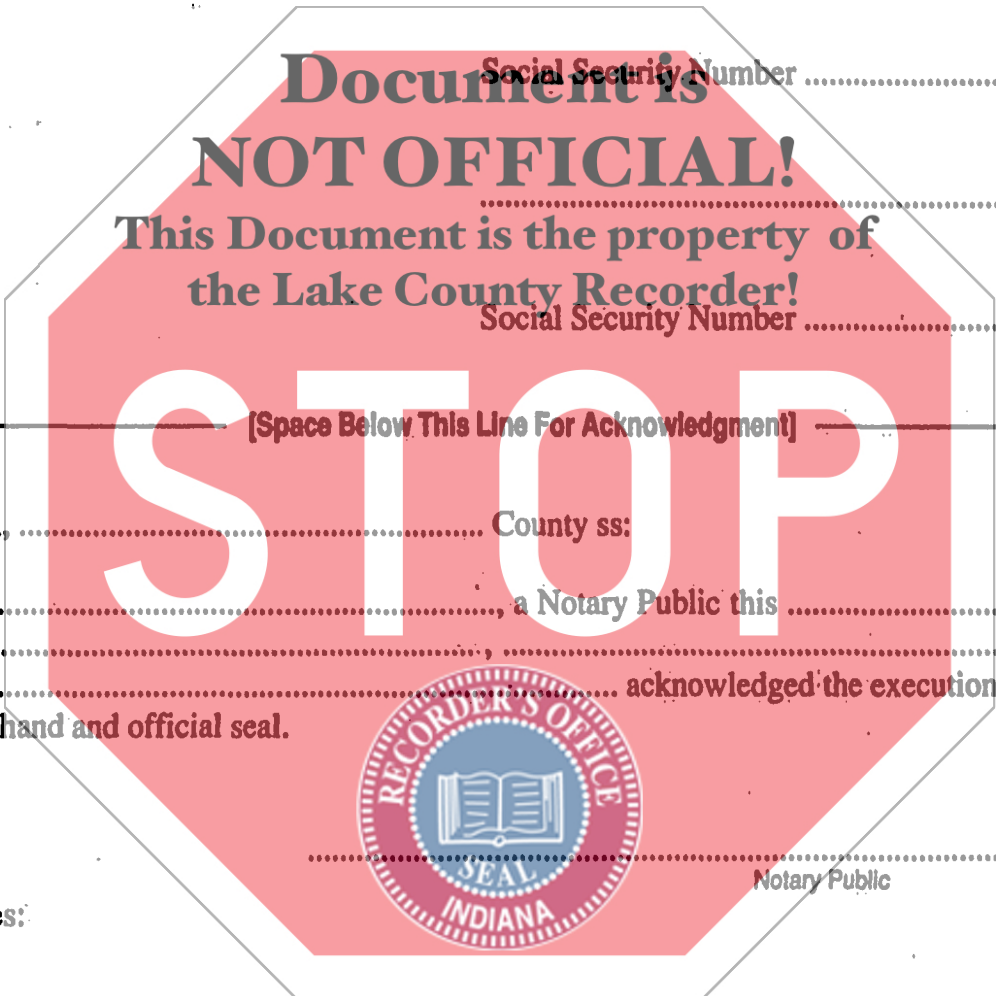 Document is
Social Security Number
NOT OFFICIAL!
This Document is the property of
the Lake County Recorder!
Social Security Number
STOP
[Space Below This Line For Acknowledgment]
, County ss:
, a Notary Public this
,
acknowledged the execution
hand and official seal.
RECORDER'S OFFICE
SEAL
INDIANA
Notary Public
es: